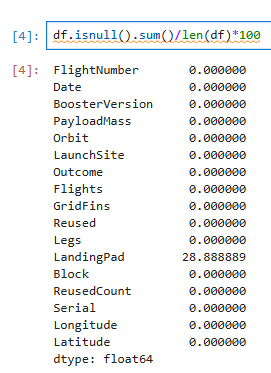 [4]: df.isnull().sum()/len(df)*100
[4]: FlightNumber 0.000000
Date 0.000000
BoosterVersion 0.000000
PayloadMass 0.000000
Orbit 0.000000
LaunchSite 0.000000
Outcome 0.000000
Flights 0.000000
GridFins 0.000000
Reused 0.000000
Legs 0.000000
LandingPad 28.888889
Block 0.000000
ReusedCount 0.000000
Serial 0.000000
Longitude 0.000000
Latitude 0.000000
dtype: float64